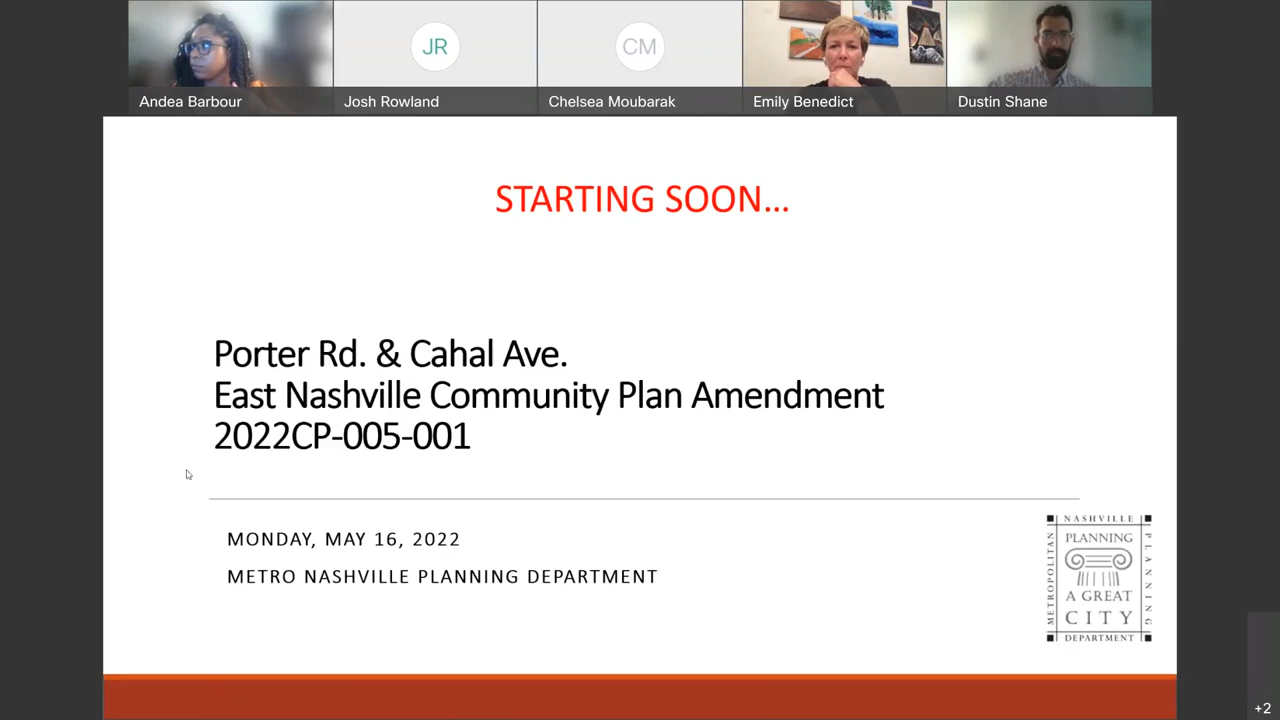 JR
CM
Andea Barbour
Josh Rowland
Chelsea Moubarak
Emily Benedict
Dustin Shane
STARTING SOON...
Porter Rd. & Cahal Ave.
East Nashville Community Plan Amendment
2022CP-005-001
MONDAY, MAY 16, 2022
METRO NASHVILLE PLANNING DEPARTMENT
NASHVILLE
METROPOLITAN
PLANNING
PLANNING
A GREAT
CITY
DEPARTMENT
+2